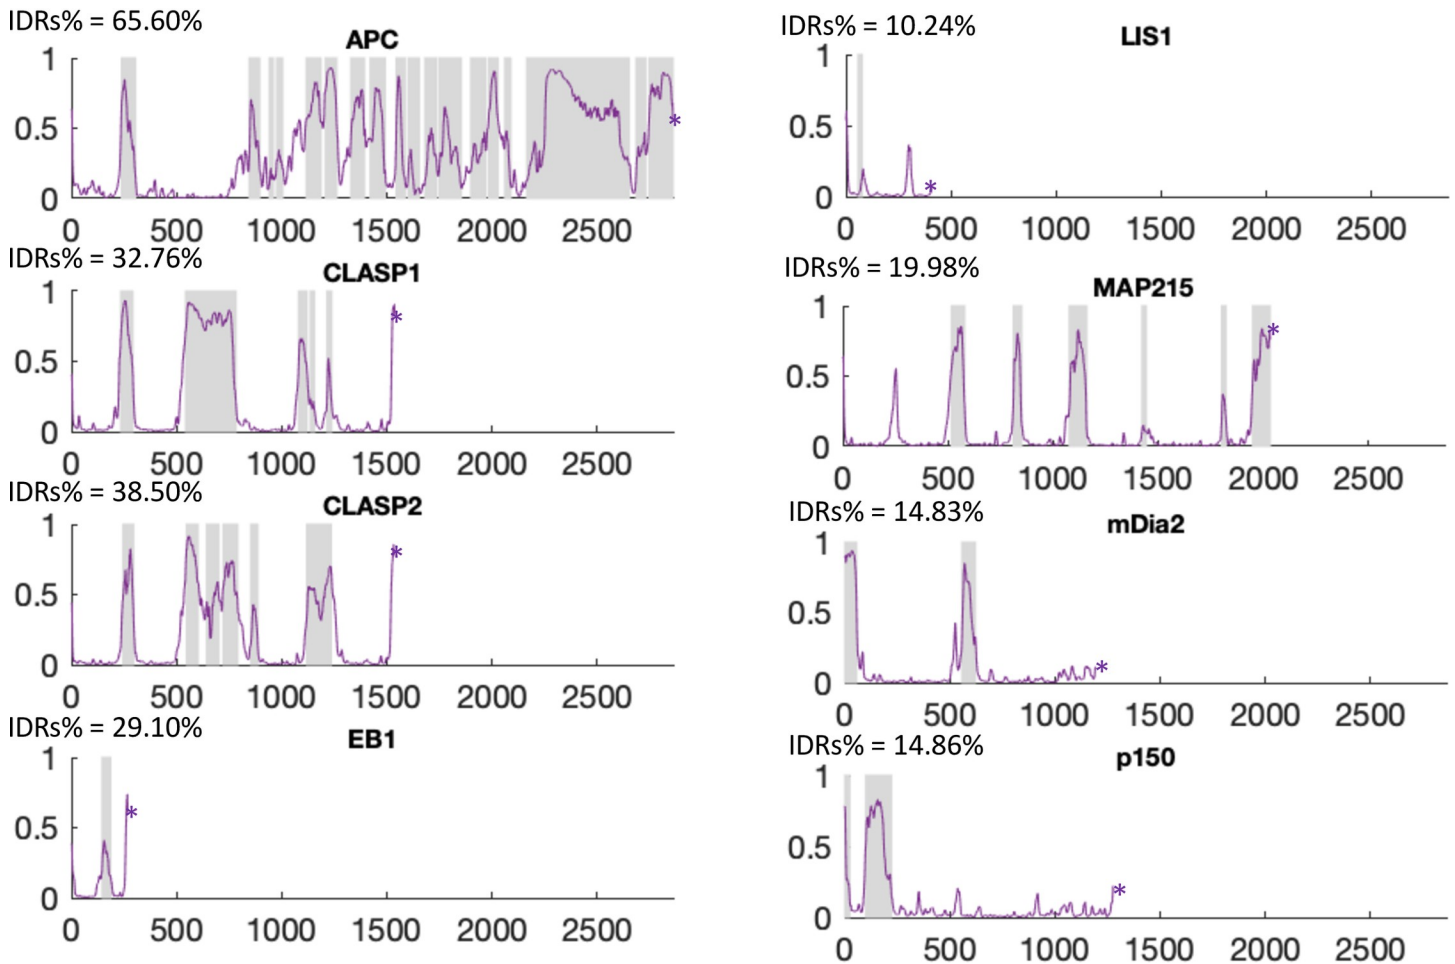 IDRs% = 65.60%
APC
1
0.5
0
*
0 500 1000 1500 2000 2500
IDRs% = 32.76%
CLASP1
1
0.5
0
*
0 500 1000 1500 2000 2500
IDRs% = 38.50%
CLASP2
1
0.5
0
*
0 500 1000 1500 2000 2500
IDRs% = 29.10%
EB1
1
0.5
0
*
0 500 1000 1500 2000 2500
IDRs% = 10.24%
LIS1
1
0.5
0
*
0 500 1000 1500 2000 2500
IDRs% = 19.98%
MAP215
1
0.5
0
*
0 500 1000 1500 2000 2500
IDRs% = 14.83%
mDia2
1
0.5
0
*
0 500 1000 1500 2000 2500
IDRs% = 14.86%
p150
1
0.5
0
*
0 500 1000 1500 2000 2500